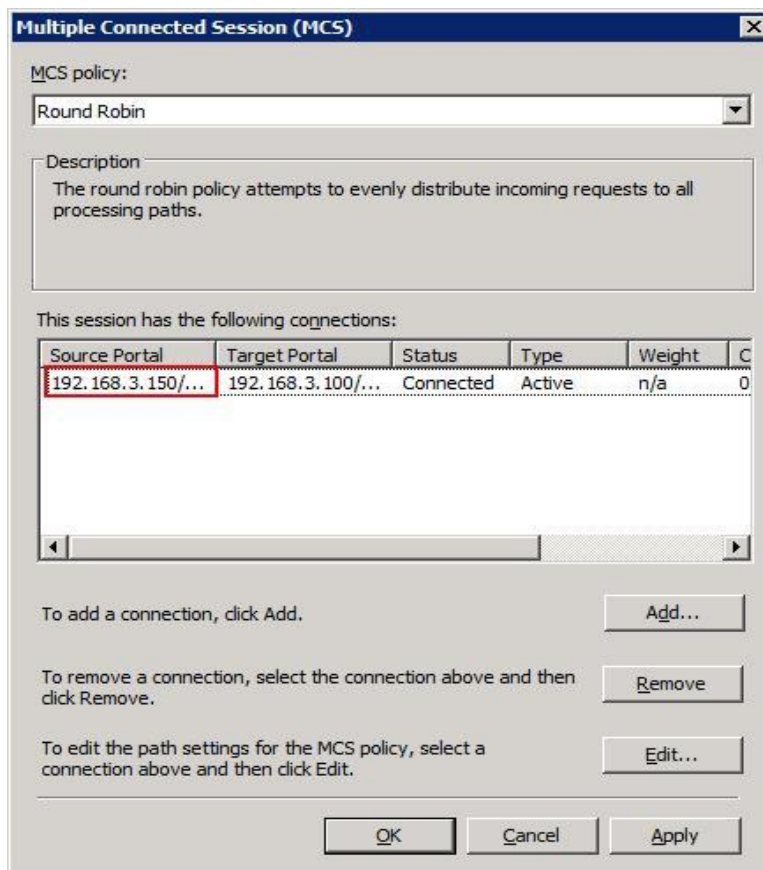 Multiple Connected Session (MCS)
MCS policy:
Round Robin
Description
The round robin policy attempts to evenly distribute incoming requests to all
processing paths.
This session has the following connections:
Source Portal Target Portal Status Type Weight C
192.168.3.150/... 192.168.3.100/... Connected Active n/a 0
To add a connection, click Add.
Add...
To remove a connection, select the connection above and then
click Remove.
Remove
To edit the path settings for the MCS policy, select a
connection above and then click Edit.
Edit...
OK Cancel Apply